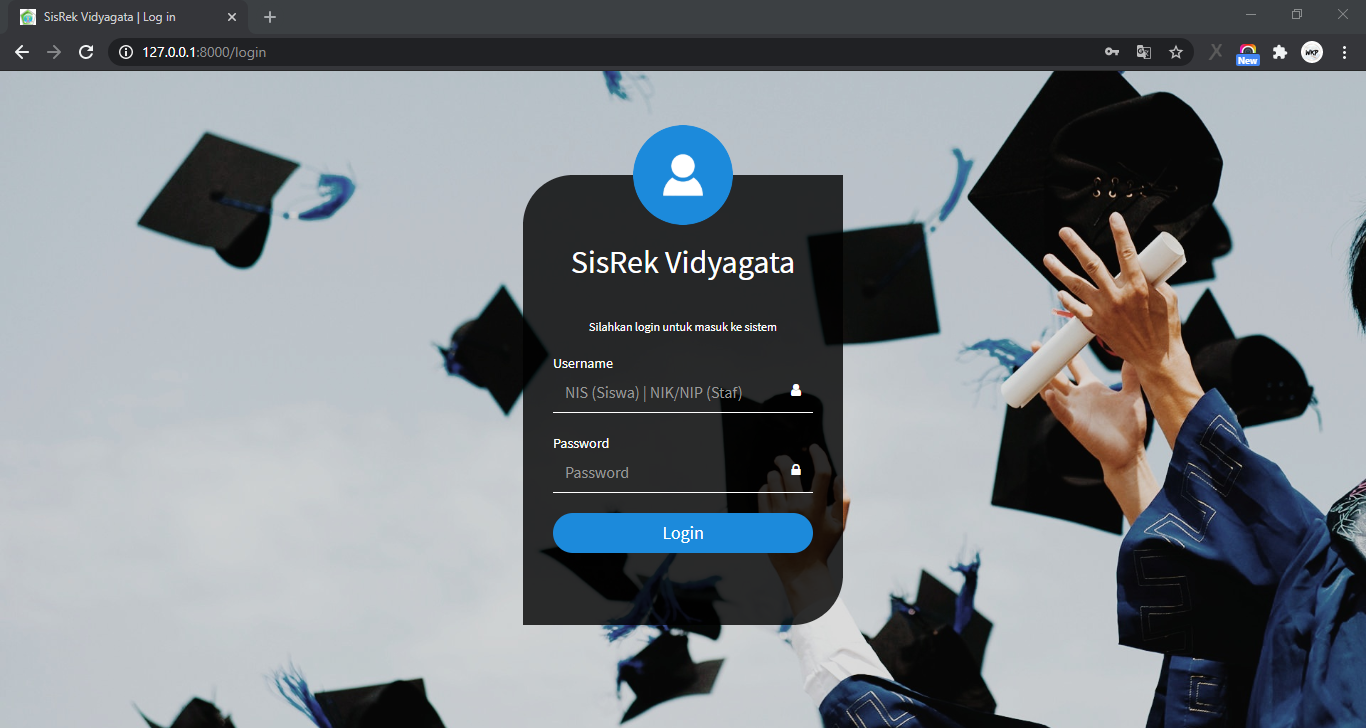 SisRek Vidyagata | Log in
127.0.0.1:8000/login
New
WKP
SisRek Vidyagata
Silahkan login untuk masuk ke sistem
Username
NIS (Siswa) | NIK/NIP (Staf)
Password
Password
Login